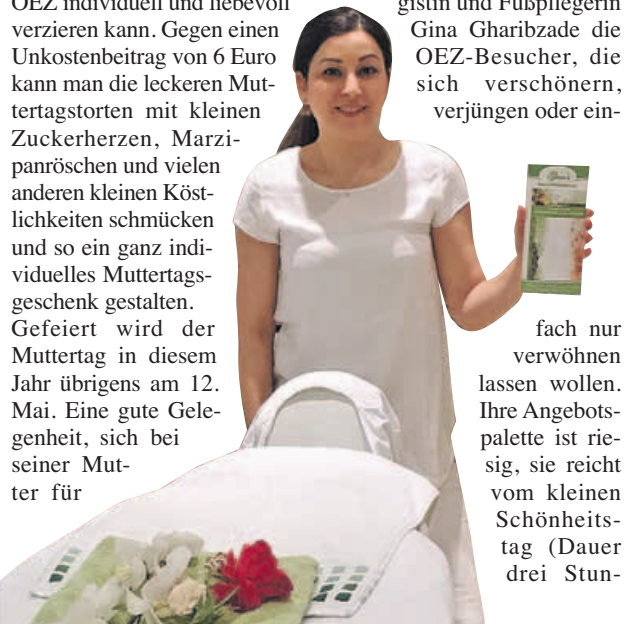 OEZ individuell und liebevoll
verzieren kann. Gegen einen
Unkostenbeitrag von 6 Euro
kann man die leckeren Mut-
tertagstorten mit kleinen
Zuckerherzen, Marzi-
panröschen und vielen
anderen kleinen Köst-
lichkeiten schmücken
und so ein ganz indi-
viduelles Muttertags-
geschenk gestalten.
Gefeiert wird der
Muttertag in diesem
Jahr übrigens am 12.
Mai. Eine gute Gele-
genheit, sich bei
seiner Mut-
ter für
gistin und Fußpflegerin
Gina Gharibzade die
OEZ-Besucher, die
sich verschönern,
verjüngen oder ein-
fach nur
verwöhnen
lassen wollen.
Ihre Angebots-
palette ist rie-
sig, sie reicht
vom kleinen
Schönheits-
tag (Dauer
drei Stun-